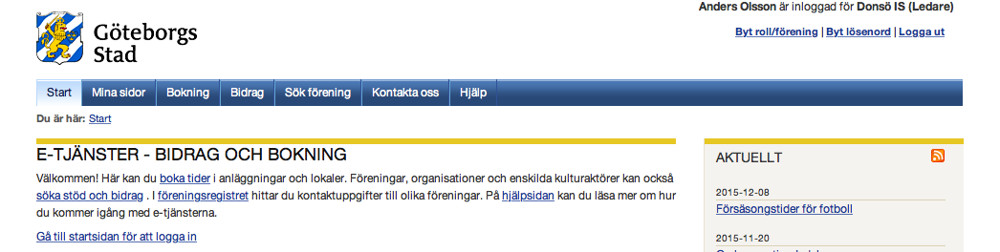 Anders Olsson är inloggad för Donsö IS (Ledare)
Göteborgs
Stad
Byt roll/förening | Byt lösenord | Logga ut
Start Mina sidor Bokning Bidrag Sök förening Kontakta oss Hjälp
Du är här: Start
E-TJÄNSTER - BIDRAG OCH BOKNING
Välkommen! Här kan du boka tider i anläggningar och lokaler. Föreningar, organisationer och enskilda kulturaktörer kan också
söka stöd och bidrag . I föreningsregistret hittar du kontaktuppgifter till olika föreningar. På hjälpsidan kan du läsa mer om hur
du kommer igång med e-tjänsterna.
Gå till startsidan för att logga in
AKTUELLT
2015-12-08
Försäsongstider för fotboll
2015-11-20